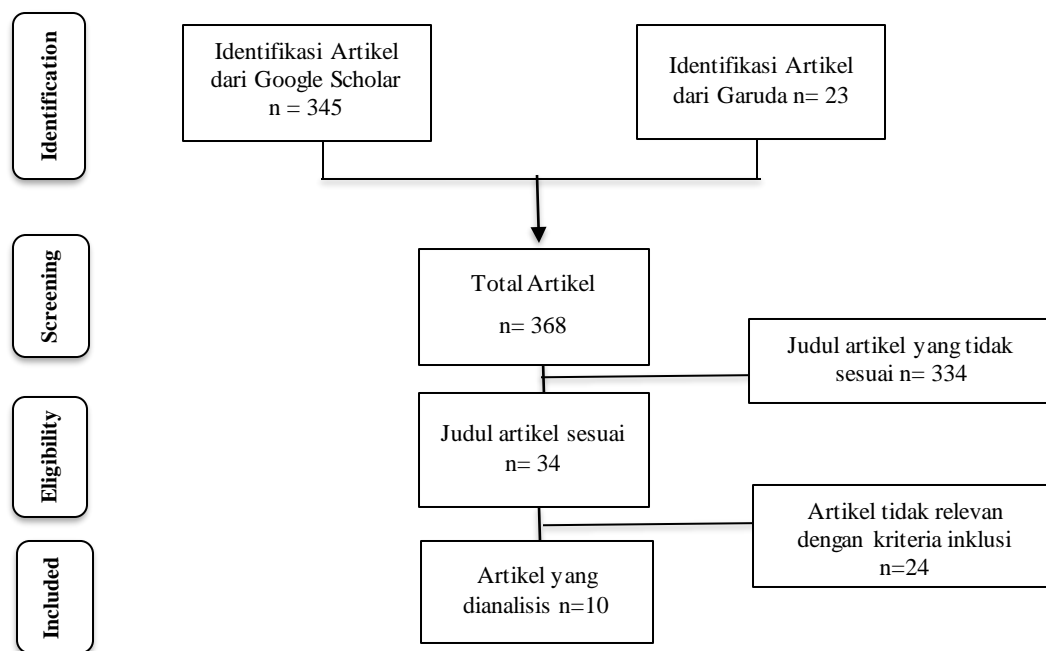 Identification
Identifikasi Artikel
dari Google Scholar
n = 345
Identifikasi Artikel
dari Garuda n= 23
Screening
Total Artikel
n= 368
Judul artikel yang tidak
sesuai n= 334
Eligibility
Judul artikel sesuai
n= 34
Artikel tidak relevan
dengan kriteria inklusi
n=24
Included
Artikel yang
dianalisis n=10